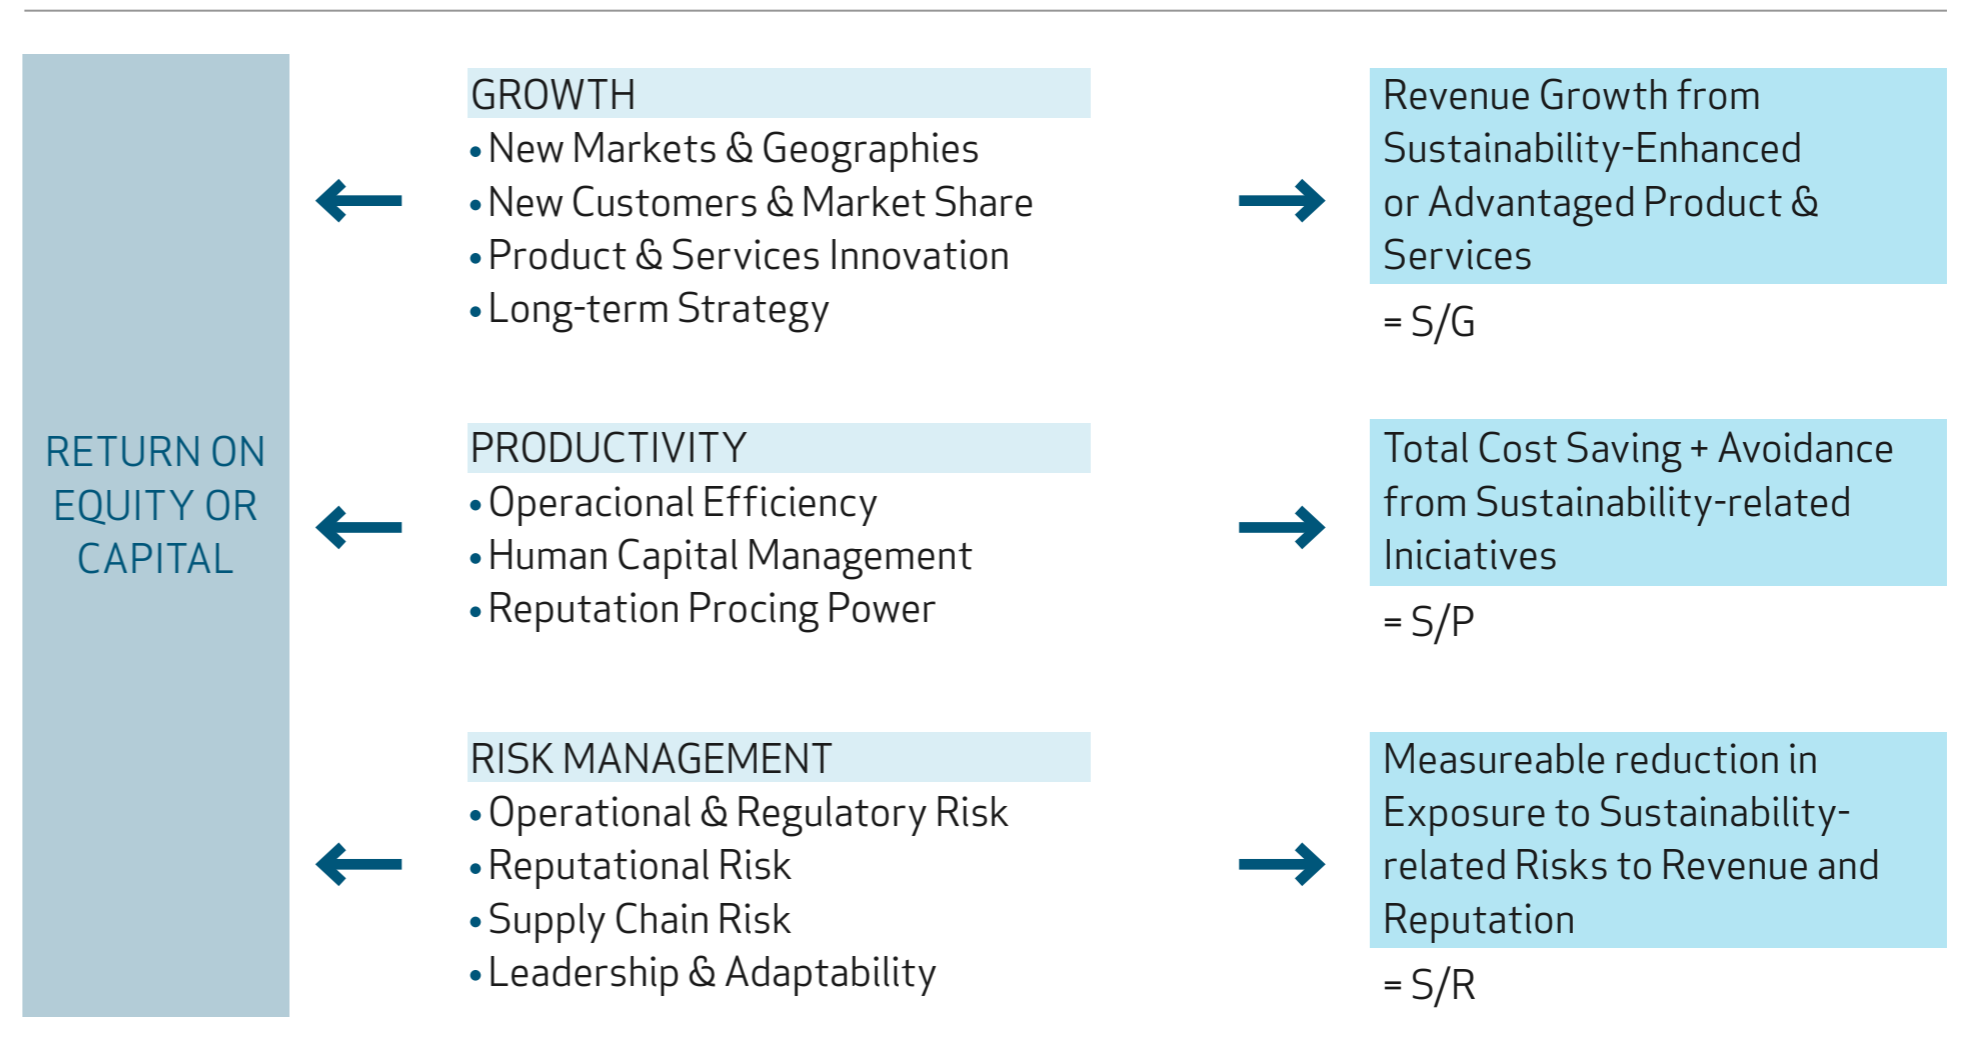 RETURN ON
EQUITY OR
CAPITAL
GROWTH
• New Markets & Geographies
• New Customers & Market Share
• Product & Services Innovation
• Long-term Strategy
Revenue Growth from
Sustainability-Enhanced
or Advantaged Product &
Services
= S/G
PRODUCTIVITY
• Operacional Efficiency
• Human Capital Management
• Reputation Procing Power
Total Cost Saving + Avoidance
from Sustainability-related
Iniciatives
= S/P
RISK MANAGEMENT
• Operational & Regulatory Risk
• Reputational Risk
• Supply Chain Risk
• Leadership & Adaptability
Measureable reduction in
Exposure to Sustainability-
related Risks to Revenue and
Reputation
= S/R